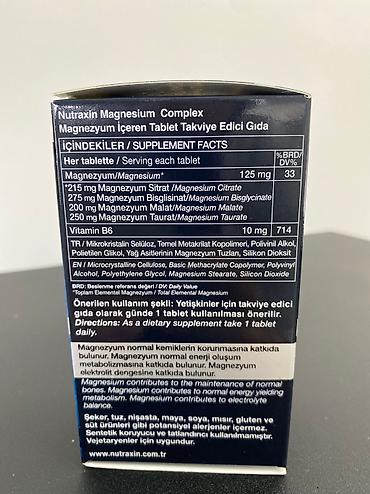 Nutraxin Magnesium Complex
Magnezyum İçeren Tablet Takviye Edici Gıda
İÇİNDEKİLER / SUPPLEMENT FACTS
Her tablette / Serving each tablet %BRD/ DV%
Magnezyum/Magnesium* 125 mg 33
*215 mg Magnezyum Sitrat /Magnesium Citrate
275 mg Magnezyum Bisglisinat/Magnesium Bisglycinate
200 mg Magnezyum Malat/Magnesium Malate
250 mg Magnezyum Taurat/Magnesium Taurate
Vitamin B6 10 mg 714
TR / Mikrokristalin Selüloz, Temel Metakrilat Kopolimeri, Polivinil Alkol,
Polietilen Glikol, Yağ Asitlerinin Magnezyum Tuzları, Silikon Dioksit
EN / Microcrystalline Cellulosa, Basic Methacrylate Copolymer, Polyvinyl
Alcohol, Polyethylene Glycol, Magnesium Stearate, Silicon Dioxide
BRD: Beslenme referans değeri / DV: Daily Value
*Toplam Elemental Magnezyum / Total Elemental Magnesium
Önerilen kullanım şekli: Yetişkinler için takviye edici
gıda olarak günde 1 tablet kullanılması önerilir.
Directions: As a dietary supplement take 1 tablet
daily.
Magnezyum normal kemiklerin korunmasına katkıda
bulunur. Magnezyum normal enerji oluşum
metabolizmasına katkıda bulunur. Magnezyum
elektrolit dengesine katkıda bulunur.
Magnesium contributes to the maintenance of normal
bones. Magnesium contributes to normal energy yielding
metabolism. Magnesium contributes to electrolyte
balance.
Şeker, tuz, nişasta, maya, soya, mısır, gluten ve
süt ürünleri gibi potansiyel alerjenler içermez.
Sentetik koruyucu ve tatlandırıcı kullanılmamıştır.
Vejetaryenler için uygundur.
www.nutraxin.com.tr